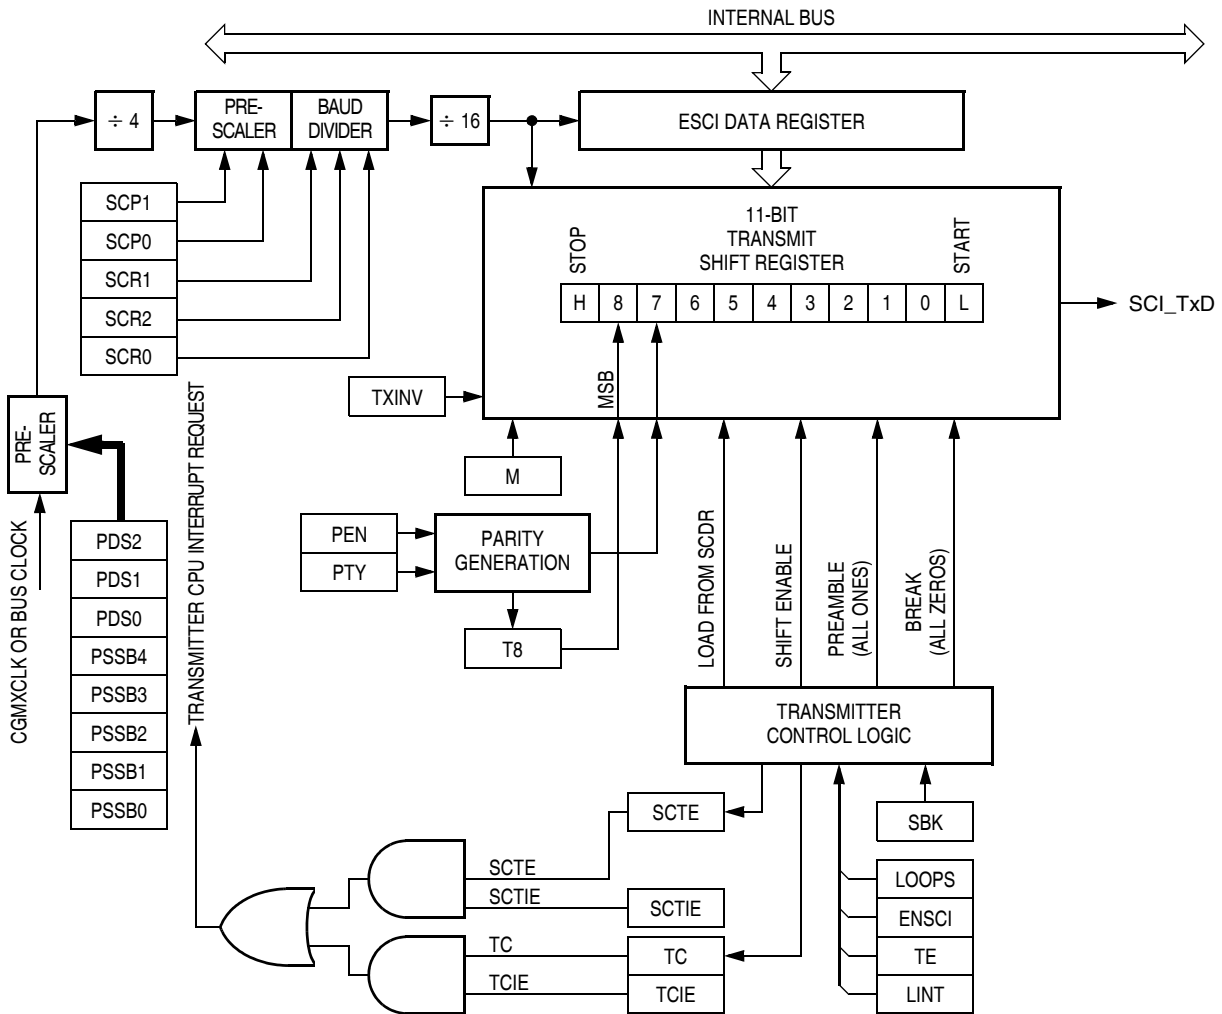 INTERNAL BUS
÷ 4
PRE-
SCALER
BAUD
DIVIDER
÷ 16
ESCI DATA REGISTER
SCP1
SCP0
SCR1
SCR2
SCR0
11-BIT
TRANSMIT
SHIFT REGISTER
STOP
START
H 8 7 6 5 4 3 2 1 0 L
SCI_TxD
TXINV
MSB
M
PRE-
SCALER
CGMXCLK OR BUS CLOCK
TRANSMITTER CPU INTERRUPT REQUEST
PDS2
PDS1
PDS0
PSSB4
PSSB3
PSSB2
PSSB1
PSSB0
PEN
PTY
PARITY
GENERATION
T8
LOAD FROM SCDR
SHIFT ENABLE
PREAMBLE
(ALL ONES)
BREAK
(ALL ZEROS)
TRANSMITTER
CONTROL LOGIC
SCTE
SBK
SCTE
SCTIE
SCTIE
TC
TC
TCIE
TCIE
LOOPS
ENSCI
TE
LINT